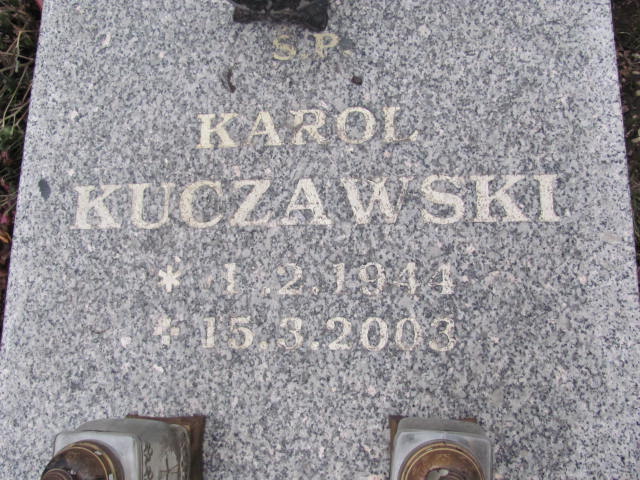 Ś.P.
KAROL
KUCZAWSKI
* 1.2.1944
✝ 15.3.2003